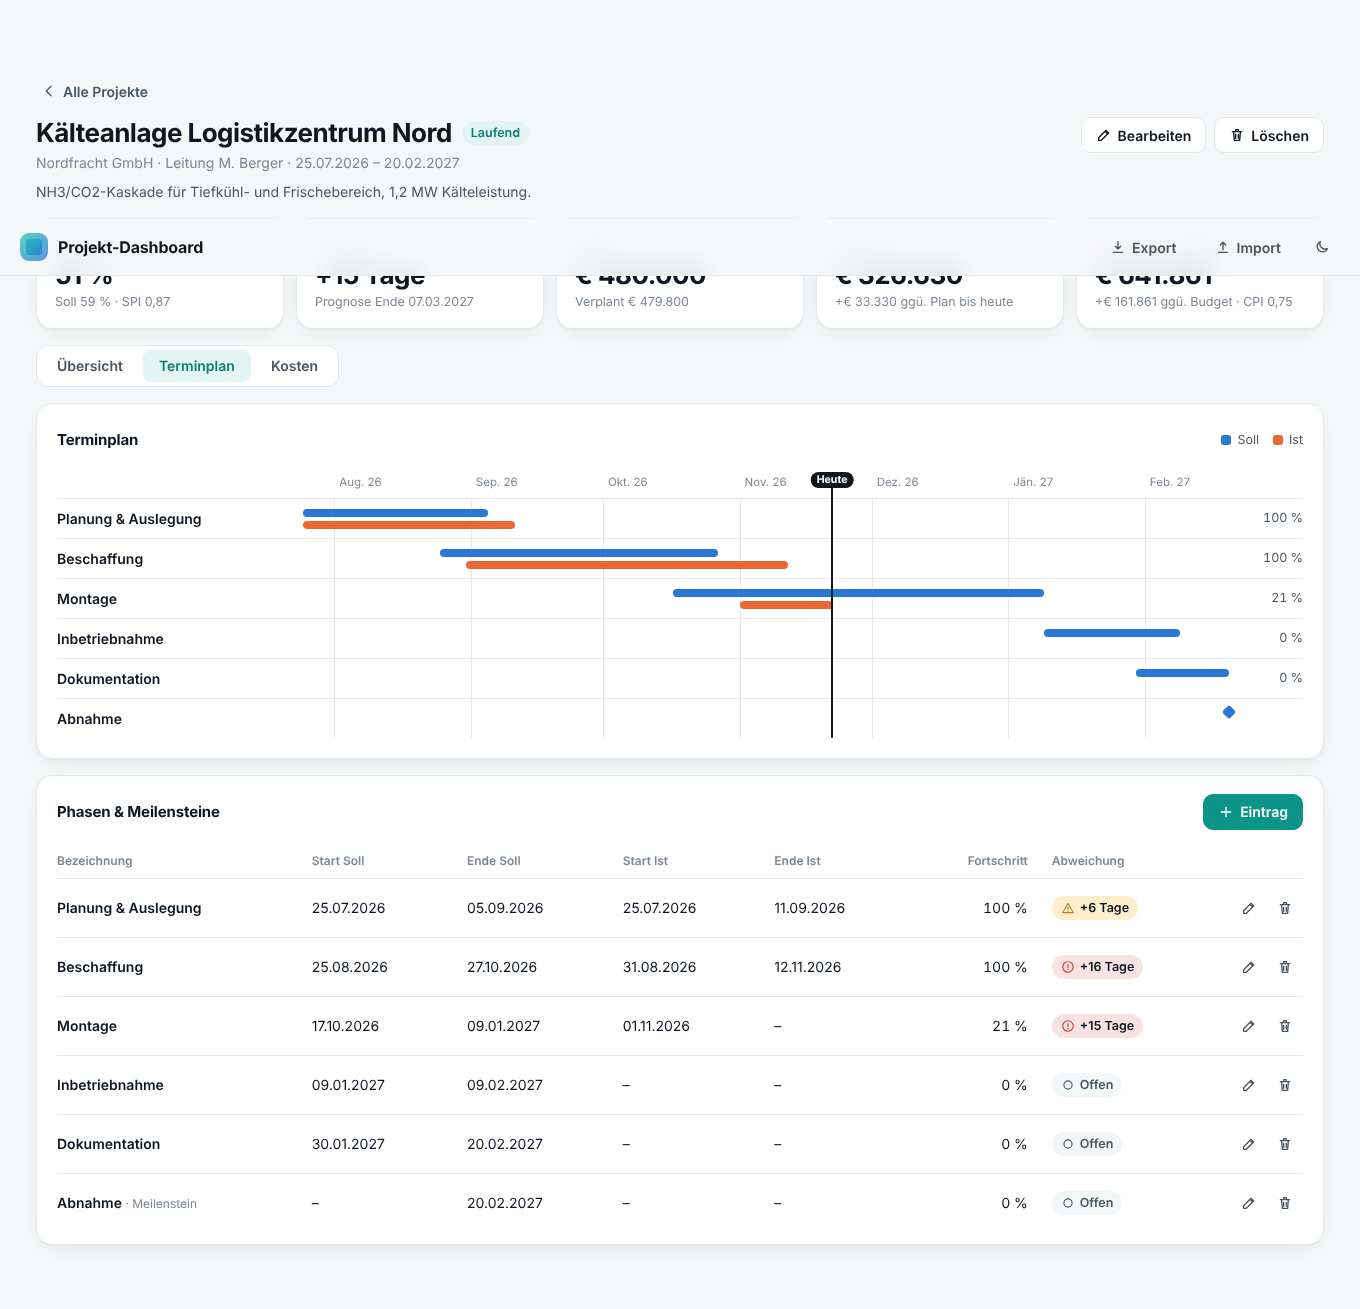 Alle Projekte
Kälteanlage Logistikzentrum Nord Laufend
Bearbeiten Löschen
Nordfracht GmbH · Leitung M. Berger · 25.07.2026 – 20.02.2027
NH3/CO2-Kaskade für Tiefkühl- und Frischebereich, 1,2 MW Kälteleistung.
Projekt-Dashboard Export Import
51 % +15 Tage € 480.000 € 326.630 € 641.861
Soll 59 % · SPI 0,87 Prognose Ende 07.03.2027 Verplant € 479.800 +€ 33.330 ggü. Plan bis heute +€ 161.861 ggü. Budget · CPI 0,75
Übersicht Terminplan Kosten
Terminplan Soll Ist
Aug. 26 Sep. 26 Okt. 26 Nov. 26 Heute Dez. 26 Jän. 27 Feb. 27
Planung & Auslegung 100 %
Beschaffung 100 %
Montage 21 %
Inbetriebnahme 0 %
Dokumentation 0 %
Abnahme
Phasen & Meilensteine Eintrag
Bezeichnung Start Soll Ende Soll Start Ist Ende Ist Fortschritt Abweichung
Planung & Auslegung 25.07.2026 05.09.2026 25.07.2026 11.09.2026 100 % +6 Tage
Beschaffung 25.08.2026 27.10.2026 31.08.2026 12.11.2026 100 % +16 Tage
Montage 17.10.2026 09.01.2027 01.11.2026 – 21 % +15 Tage
Inbetriebnahme 09.01.2027 09.02.2027 – – 0 % Offen
Dokumentation 30.01.2027 20.02.2027 – – 0 % Offen
Abnahme · Meilenstein – 20.02.2027 – – 0 % Offen